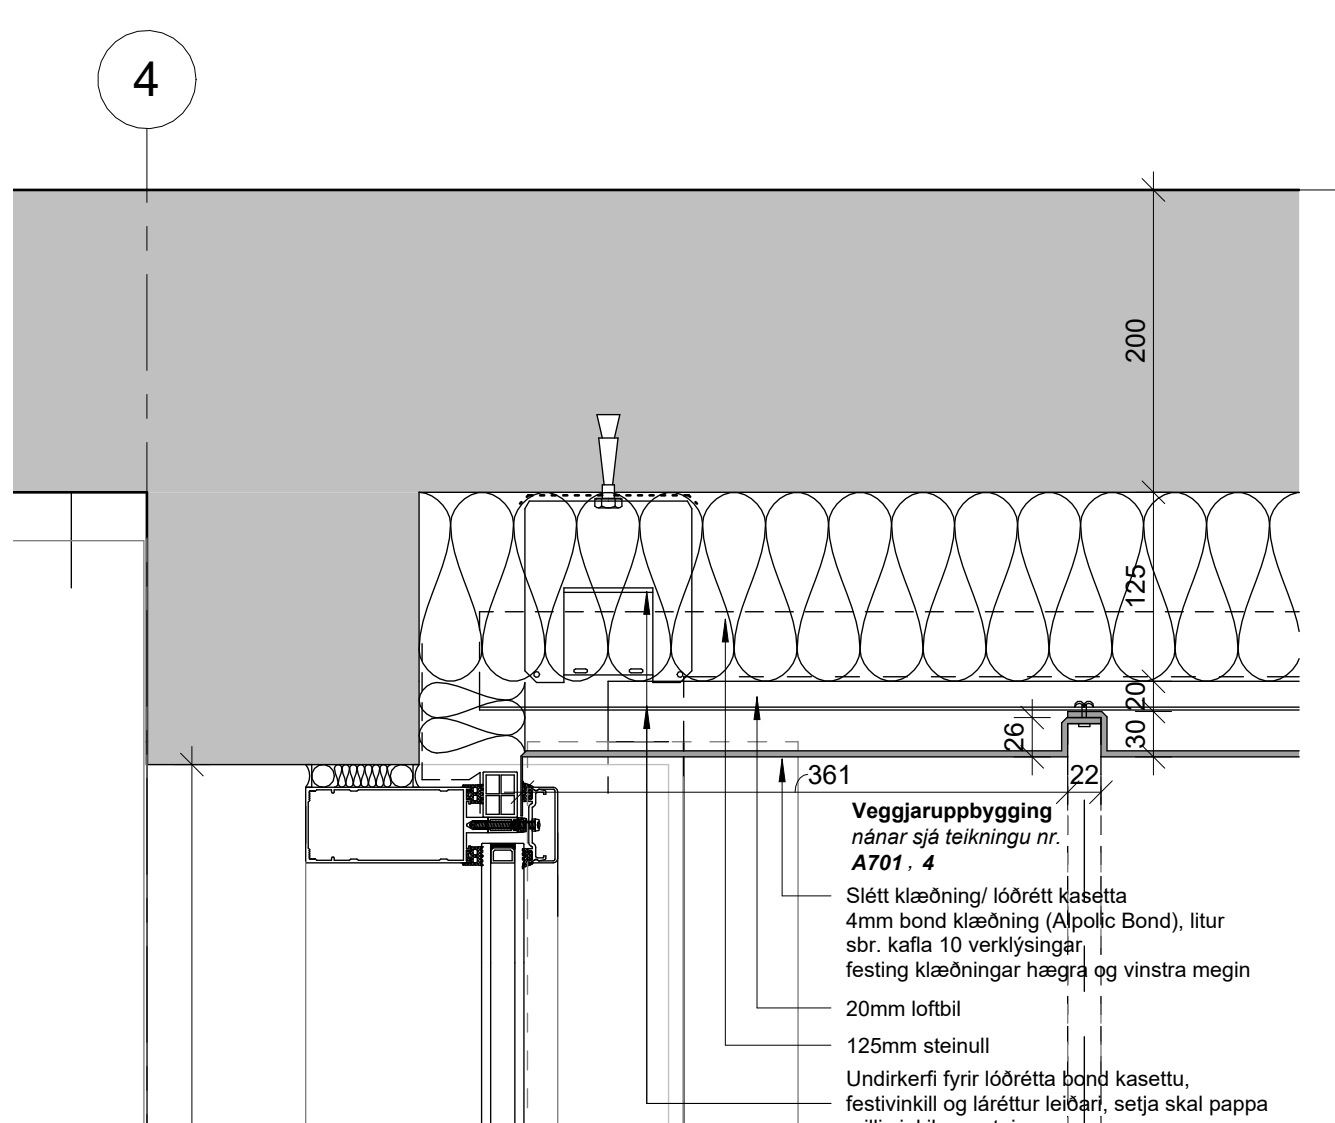 4
200
125
20
26
30
361
22
Veggjaruppbygging
nánar sjá teikningu nr.
A701 , 4
Slétt klæðning/ lóðrétt kasetta
4mm bond klæðning (Alpolic Bond), litur
sbr. kafla 10 verklýsingar
festing klæðningar hægra og vinstra megin
20mm loftbil
125mm steinull
Undirkerfi fyrir lóðrétta bond kasettu,
festivinkill og láréttur leiðari, setja skal pappa